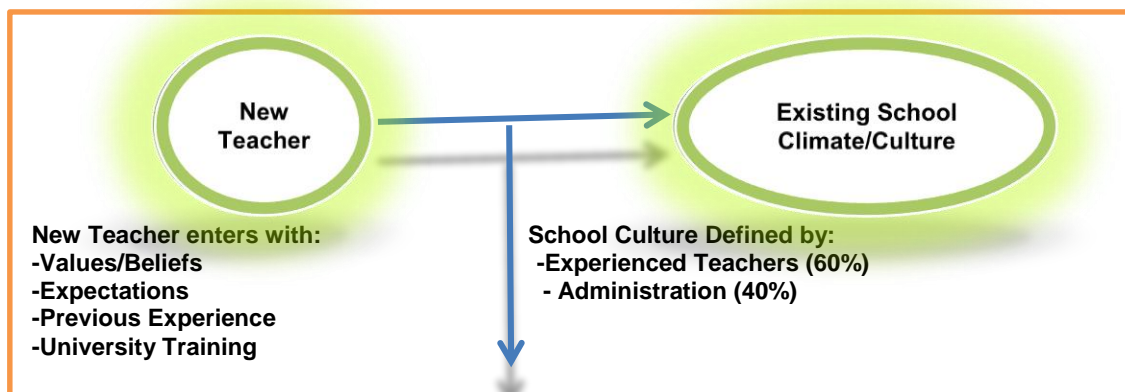 New
Teacher
Existing School
Climate/Culture
New Teacher enters with:
-Values/Beliefs
-Expectations
-Previous Experience
-University Training
School Culture Defined by:
-Experienced Teachers (60%)
- Administration (40%)